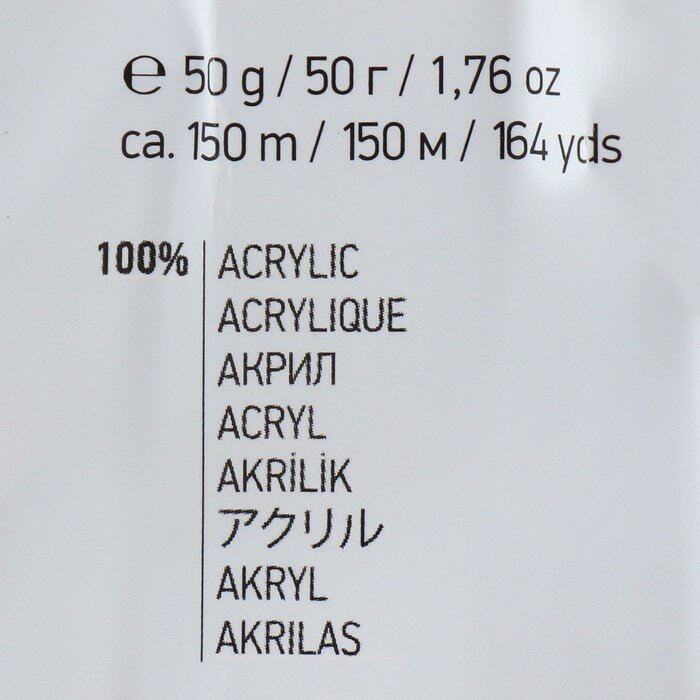 ℮ 50 g / 50 г / 1,76 oz
ca. 150 m / 150 м / 164 yds
100% ACRYLIC
ACRYLIQUE
АКРИЛ
ACRYL
AKRİLİK
アクリル
AKRYL
AKRILAS